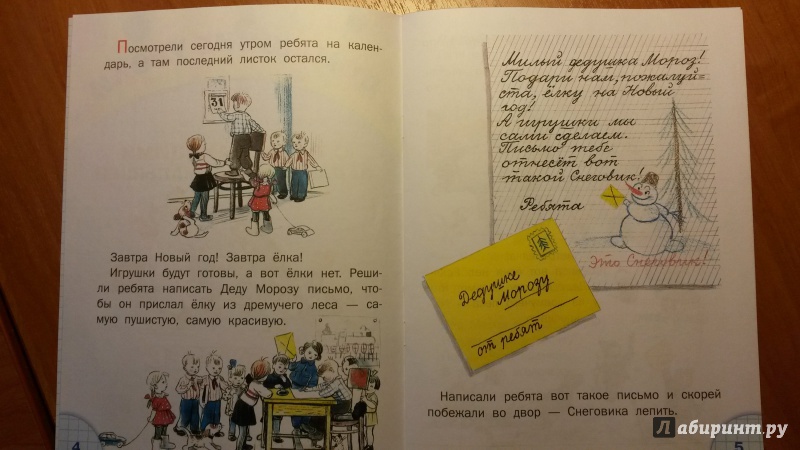 Посмотрели сегодня утром ребята на кален-
дарь, а там последний листок остался.
31
Завтра Новый год! Завтра ёлка!
Игрушки будут готовы, а вот ёлки нет. Реши-
ли ребята написать Деду Морозу письмо, что-
бы он прислал ёлку из дремучего леса — са-
мую пушистую, самую красивую.
4
Милый дедушка Мороз!
Подари нам, пожалуй-
ста, ёлку на Новый
год!
А игрушки мы
сами сделаем.
Письмо тебе
отнесёт вот
такой Снеговик!
Ребята
Это Снеговик!
Дедушке
Морозу
от ребят
Написали ребята вот такое письмо и скорей
побежали во двор — Снеговика лепить.
5
Лабиринт.ру